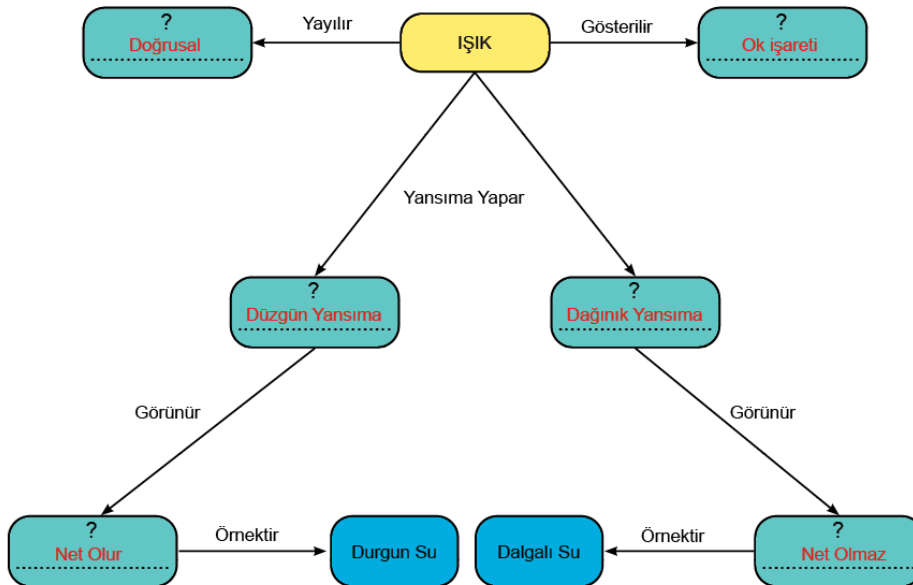 ?
Doğrusal
Yayılır
IŞIK
Gösterilir
?
Ok işareti
Yansıma Yapar
?
Düzgün Yansıma
?
Dağınık Yansıma
Görünür
Görünür
?
Net Olur
Örnektir
Durgun Su
Dalgalı Su
Örnektir
?
Net Olmaz